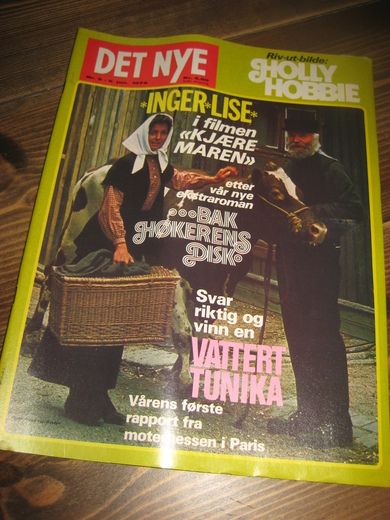 DET NYE
Riv-ut-bilde:
HOLLY
HOBBIE
*INGER*LISE*
i filmen
«KJÆRE
MAREN»
etter
vår nye
ekstraroman
...BAK
HØKERENS
DISK
Svar
riktig og
vinn en
VATTERT
TUNIKA
Vårens første
rapport fra
motemessen i Paris